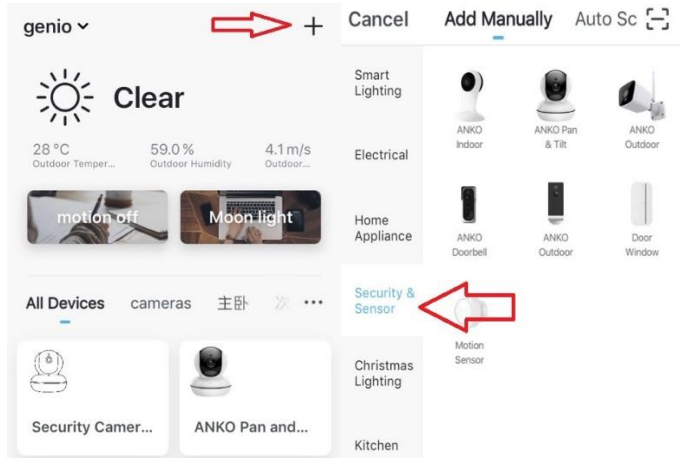 genio
Clear
28 °C
59.0 %
4.1 m/s
Outdoor Temper...
Outdoor Humidity
Outdoor...
motion off
Moon light
All Devices
cameras
主卧
次
Security Camer...
ANKO Pan and...
Cancel
Add Manually
Auto Sc
Smart
Lighting
Electrical
Home
Appliance
Security &
Sensor
Christmas
Lighting
Kitchen
ANKO
Indoor
ANKO Pan
& Tilt
ANKO
Outdoor
ANKO
Doorbell
ANKO
Outdoor
Door
Window
Motion
Sensor